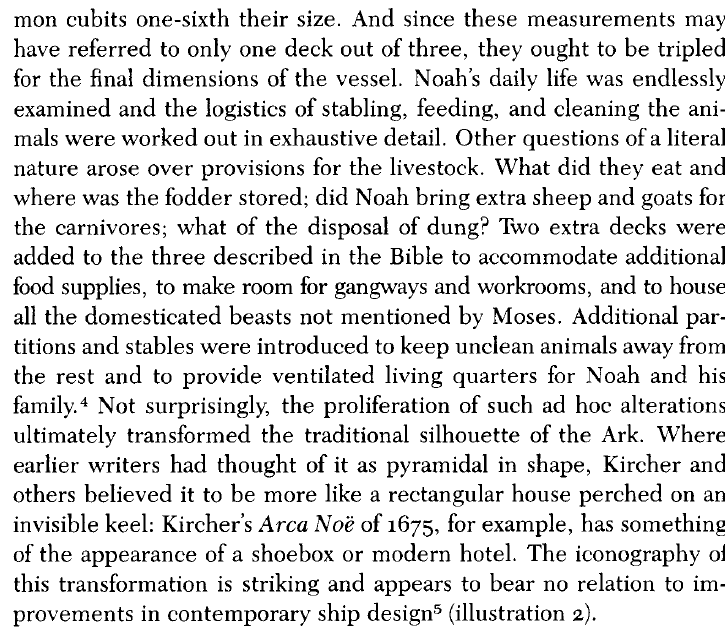 mon cubits one-sixth their size. And since these measurements may
have referred to only one deck out of three, they ought to be tripled
for the final dimensions of the vessel. Noah's daily life was endlessly
examined and the logistics of stabling, feeding, and cleaning the ani-
mals were worked out in exhaustive detail. Other questions of a literal
nature arose over provisions for the livestock. What did they eat and
where was the fodder stored; did Noah bring extra sheep and goats for
the carnivores; what of the disposal of dung? Two extra decks were
added to the three described in the Bible to accommodate additional
food supplies, to make room for gangways and workrooms, and to house
all the domesticated beasts not mentioned by Moses. Additional par-
titions and stables were introduced to keep unclean animals away from
the rest and to provide ventilated living quarters for Noah and his
family.⁴ Not surprisingly, the proliferation of such ad hoc alterations
ultimately transformed the traditional silhouette of the Ark. Where
earlier writers had thought of it as pyramidal in shape, Kircher and
others believed it to be more like a rectangular house perched on an
invisible keel: Kircher's Arca Noë of 1675, for example, has something
of the appearance of a shoebox or modern hotel. The iconography of
this transformation is striking and appears to bear no relation to im-
provements in contemporary ship design⁵ (illustration 2).